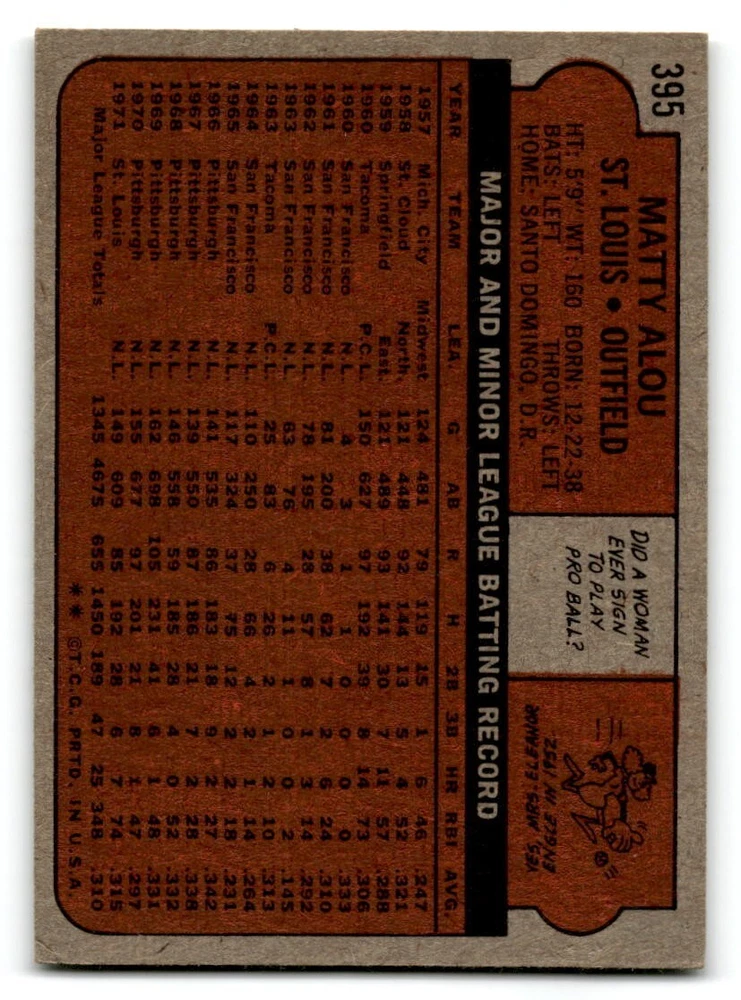 395
MATTY ALOU
ST. LOUIS • OUTFIELD
HT: 5'9" WT: 160 BORN: 12-22-38
BATS: LEFT THROWS: LEFT
HOME: SANTO DOMINGO, D.R.
DID A WOMAN
EVER SIGN
TO PLAY
PRO BALL?
YES, MRS. ELEANOR
ENGLE IN 1952.
MAJOR AND MINOR LEAGUE BATTING RECORD
YEAR TEAM LEA. G AB R H 2B 3B HR RBI AVG.
1957 Mich. City Midwest 124 481 79 119 15 1 6 46 .247
1958 St. Cloud North. 121 448 92 144 13 5 4 52 .321
1959 Springfield East. 121 489 93 141 30 7 11 57 .288
1960 Tacoma P.C.L. 150 627 97 192 39 8 14 73 .306
1960 San Francisco N.L. 4 3 1 1 0 0 0 0 .333
1961 San Francisco N.L. 81 200 38 62 7 2 6 24 .310
1962 San Francisco N.L. 78 195 28 57 8 1 3 14 .292
1963 San Francisco N.L. 63 76 4 11 1 0 0 2 .145
1963 Tacoma P.C.L. 25 83 6 26 2 1 2 10 .313
1964 San Francisco N.L. 110 250 28 66 4 2 1 14 .264
1965 San Francisco N.L. 117 324 37 75 12 2 2 18 .231
1966 Pittsburgh N.L. 141 535 86 183 18 9 2 27 .342
1967 Pittsburgh N.L. 139 550 87 186 21 7 2 28 .338
1968 Pittsburgh N.L. 146 558 59 185 28 4 0 52 .332
1969 Pittsburgh N.L. 162 698 105 231 41 6 1 48 .331
1970 Pittsburgh N.L. 155 677 97 201 21 8 1 47 .297
1971 St. Louis N.L. 149 609 85 192 28 6 7 74 .315
Major League Totals 1345 4675 655 1450 189 47 25 348 .310
** ©T.C.G. PRTD. IN U.S.A.